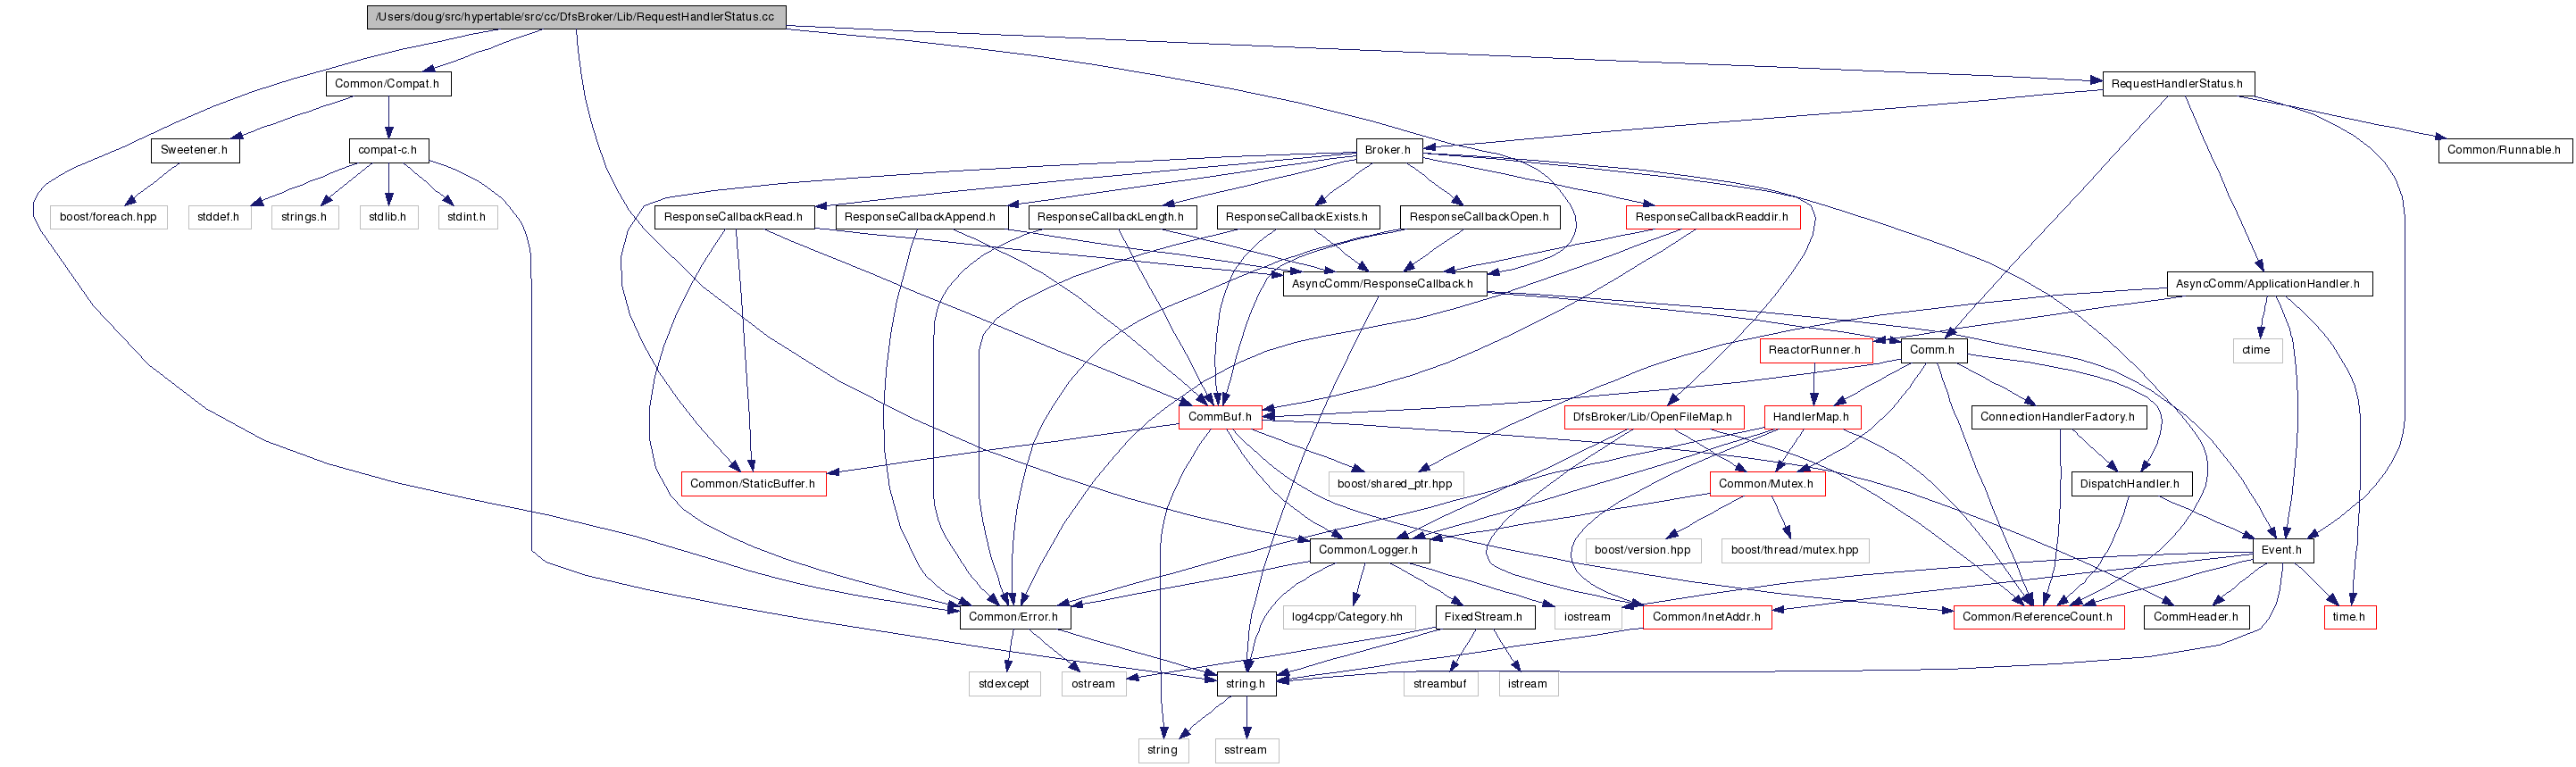 /Users/doug/src/hypertable/src/cc/DfsBroker/Lib/RequestHandlerStatus.cc
Common/Compat.h
RequestHandlerStatus.h
Sweetener.h
compat-c.h
Broker.h
Common/Runnable.h
boost/foreach.hpp
stddef.h
strings.h
stdlib.h
stdint.h
ResponseCallbackRead.h
ResponseCallbackAppend.h
ResponseCallbackLength.h
ResponseCallbackExists.h
ResponseCallbackOpen.h
ResponseCallbackReaddir.h
AsyncComm/ResponseCallback.h
AsyncComm/ApplicationHandler.h
ReactorRunner.h
Comm.h
ctime
CommBuf.h
DfsBroker/Lib/OpenFileMap.h
HandlerMap.h
ConnectionHandlerFactory.h
Common/StaticBuffer.h
boost/shared_ptr.hpp
Common/Mutex.h
DispatchHandler.h
Common/Logger.h
boost/version.hpp
boost/thread/mutex.hpp
Event.h
Common/Error.h
log4cpp/Category.hh
FixedStream.h
iostream
Common/InetAddr.h
Common/ReferenceCount.h
CommHeader.h
time.h
stdexcept
ostream
string.h
streambuf
istream
string
sstream